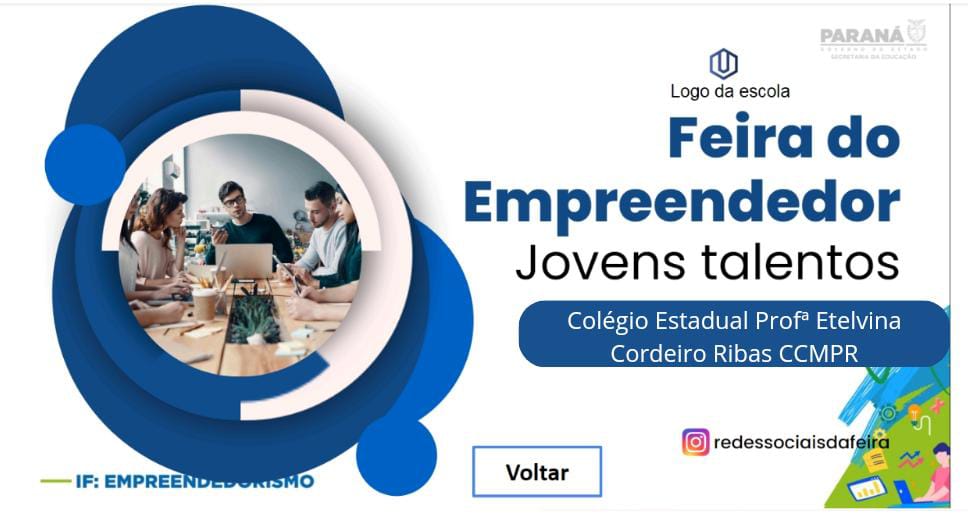 PARANÁ
GOVERNO DO ESTADO
SECRETARIA DA EDUCAÇÃO
Logo da escola
Feira do
Empreendedor
Jovens talentos
Colégio Estadual Profª Etelvina
Cordeiro Ribas CCMPR
redessociaisdafeira
Voltar
IF: EMPREENDEDORISMO